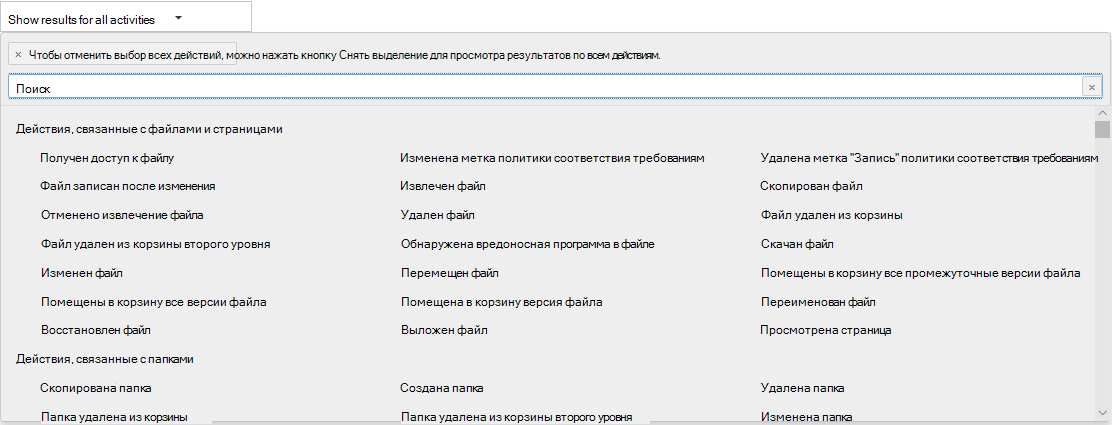 Show results for all activities
× Чтобы отменить выбор всех действий, можно нажать кнопку Снять выделение для просмотра результатов по всем действиям.
Поиск ×
Действия, связанные с файлами и страницами
Получен доступ к файлу Изменена метка политики соответствия требованиям Удалена метка "Запись" политики соответствия требованиям
Файл записан после изменения Извлечен файл Скопирован файл
Отменено извлечение файла Удален файл Файл удален из корзины
Файл удален из корзины второго уровня Обнаружена вредоносная программа в файле Скачан файл
Изменен файл Перемещен файл Помещены в корзину все промежуточные версии файла
Помещены в корзину все версии файла Помещена в корзину версия файла Переименован файл
Восстановлен файл Выложен файл Просмотрена страница
Действия, связанные с папками
Скопирована папка Создана папка Удалена папка
Папка удалена из корзины Папка удалена из корзины второго уровня Изменена папка